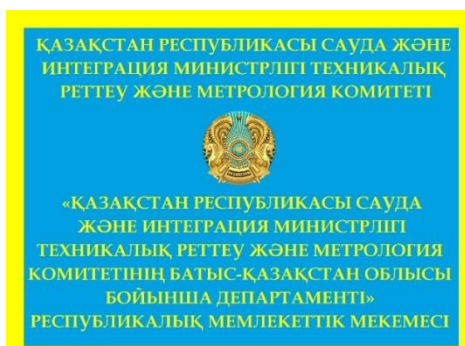 ҚАЗАҚСТАН РЕСПУБЛИКАСЫ САУДА ЖӘНЕ
ИНТЕГРАЦИЯ МИНИСТРЛІГІ ТЕХНИКАЛЫҚ
РЕТТЕУ ЖӘНЕ МЕТРОЛОГИЯ КОМИТЕТІ
«ҚАЗАҚСТАН РЕСПУБЛИКАСЫ САУДА
ЖӘНЕ ИНТЕГРАЦИЯ МИНИСТРЛІГІ
ТЕХНИКАЛЫҚ РЕТТЕУ ЖӘНЕ МЕТРОЛОГИЯ
КОМИТЕТІНІҢ БАТЫС-ҚАЗАҚСТАН ОБЛЫСЫ
БОЙЫНША ДЕПАРТАМЕНТІ»
РЕСПУБЛИКАЛЫҚ МЕМЛЕКЕТТІК МЕКЕМЕСІ